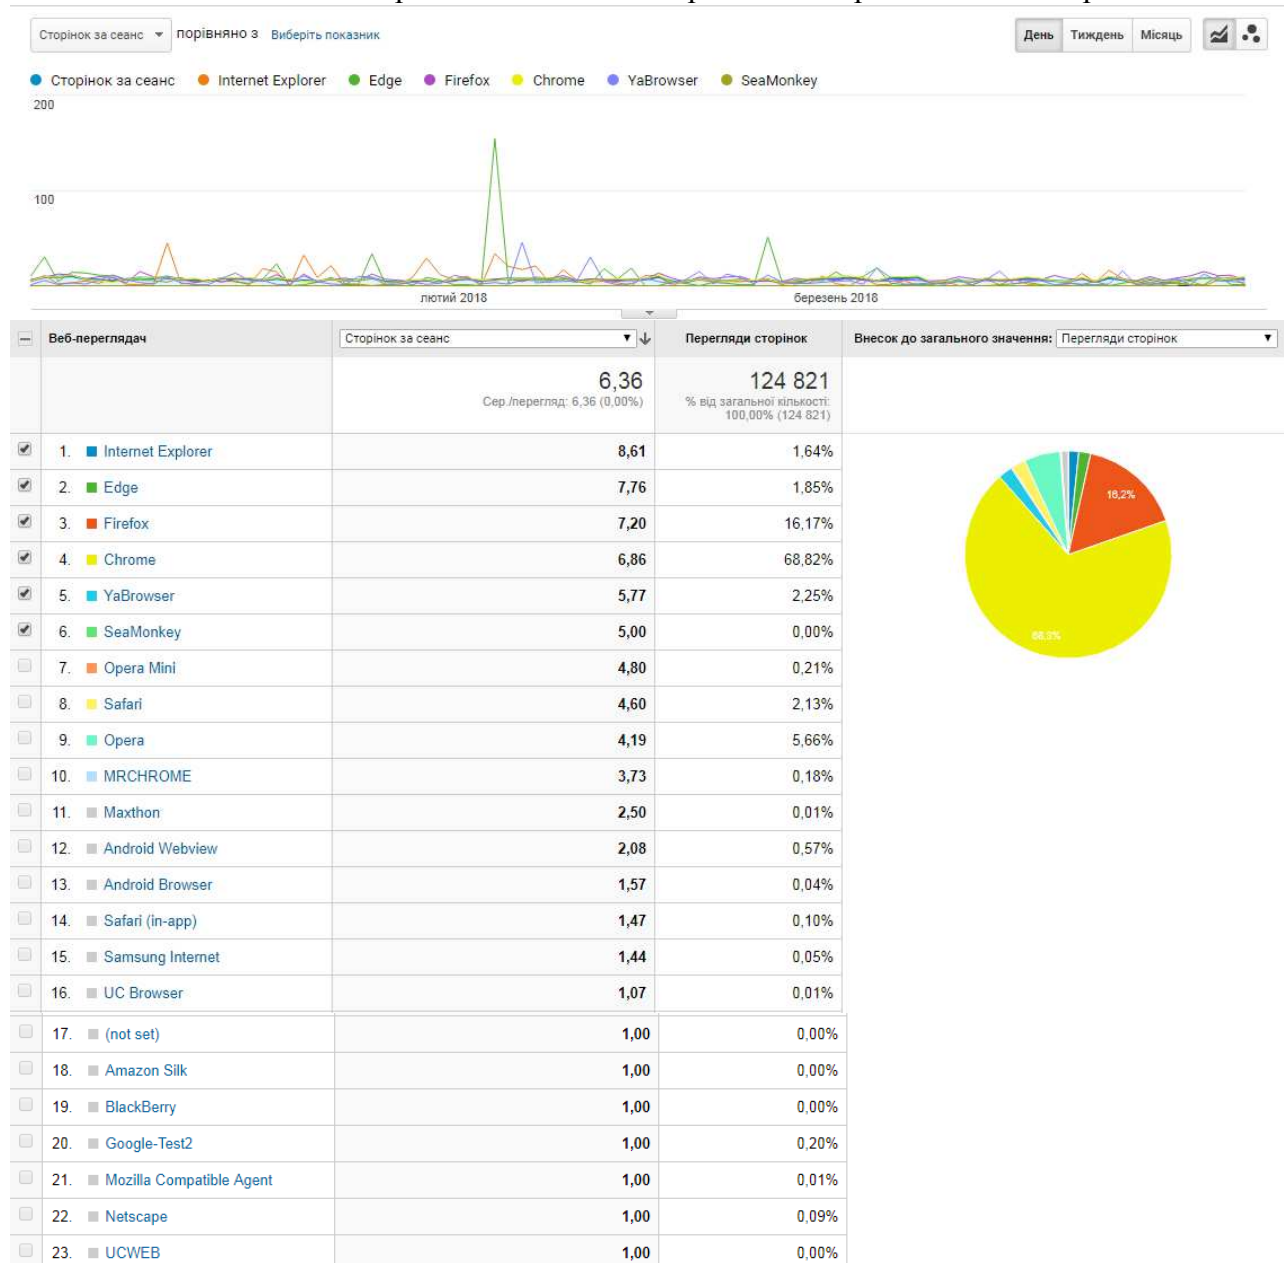 Сторінок за сеанс порівняно з Виберіть показник День Тиждень Місяць
Сторінок за сеанс Internet Explorer Edge Firefox Chrome YaBrowser SeaMonkey
200
100
лютий 2018 березень 2018
Веб-переглядач Сторінок за сеанс Перегляди сторінок Внесок до загального значення: Перегляди сторінок
6,36 124 821
Сер./перегляд: 6,36 (0,00%) % від загальної кількості:
100,00% (124 821)
1. Internet Explorer 8,61 1,64%
2. Edge 7,76 1,85%
3. Firefox 7,20 16,17%
4. Chrome 6,86 68,82%
5. YaBrowser 5,77 2,25%
6. SeaMonkey 5,00 0,00%
7. Opera Mini 4,80 0,21%
8. Safari 4,60 2,13%
9. Opera 4,19 5,66%
10. MRCHROME 3,73 0,18%
11. Maxthon 2,50 0,01%
12. Android Webview 2,08 0,57%
13. Android Browser 1,57 0,04%
14. Safari (in-app) 1,47 0,10%
15. Samsung Internet 1,44 0,05%
16. UC Browser 1,07 0,01%
17. (not set) 1,00 0,00%
18. Amazon Silk 1,00 0,00%
19. BlackBerry 1,00 0,00%
20. Google-Test2 1,00 0,20%
21. Mozilla Compatible Agent 1,00 0,01%
22. Netscape 1,00 0,09%
23. UCWEB 1,00 0,00%